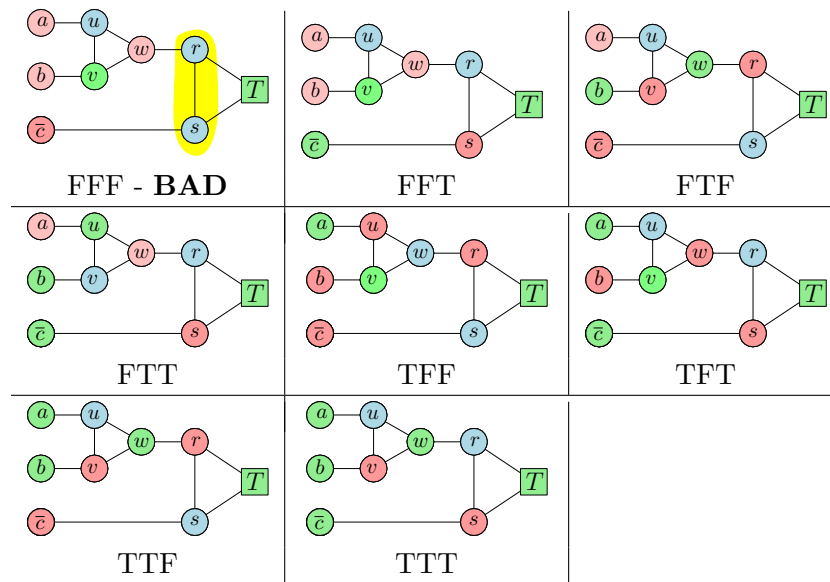 a u w r T
b v
c̅ s
FFF - BAD
a u w r T
b v
c̅ s
FFT
a u w r T
b v
c̅ s
FTF
a u w r T
b v
c̅ s
FTT
a u w r T
b v
c̅ s
TFF
a u w r T
b v
c̅ s
TFT
a u w r T
b v
c̅ s
TTF
a u w r T
b v
c̅ s
TTT